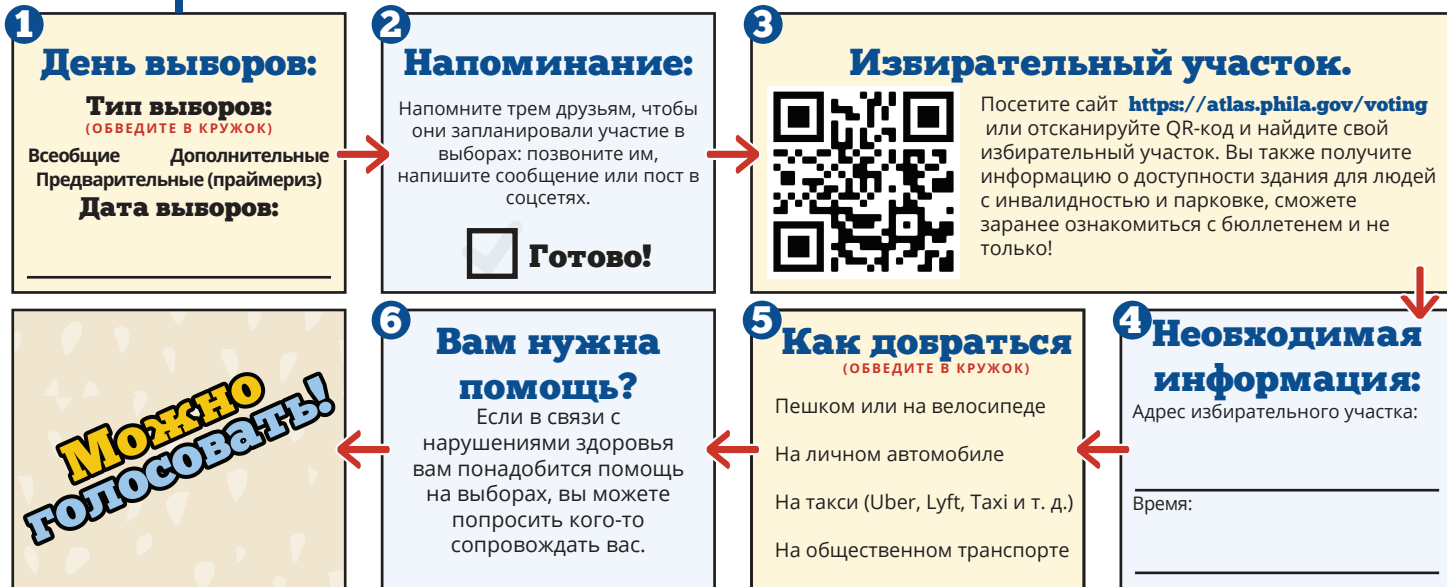 1
День выборов:
Тип выборов:
(ОБВЕДИТЕ В КРУЖОК)
Всеобщие Дополнительные
Предварительные (праймериз)
Дата выборов:
2
Напоминание:
Напомните трем друзьям, чтобы
они запланировали участие в
выборах: позвоните им,
напишите сообщение или пост в
соцсетях.
Готово!
3
Избирательный участок.
Посетите сайт https://atlas.phila.gov/voting
или отсканируйте QR-код и найдите свой
избирательный участок. Вы также получите
информацию о доступности здания для людей
с инвалидностью и парковке, сможете
заранее ознакомиться с бюллетенем и не
только!
4
Необходимая
информация:
Адрес избирательного участка:
Время:
5
Как добраться
(ОБВЕДИТЕ В КРУЖОК)
Пешком или на велосипеде
На личном автомобиле
На такси (Uber, Lyft, Taxi и т. д.)
На общественном транспорте
6
Вам нужна
помощь?
Если в связи с
нарушениями здоровья
вам понадобится помощь
на выборах, вы можете
попросить кого-то
сопровождать вас.
Можно
голосовать!